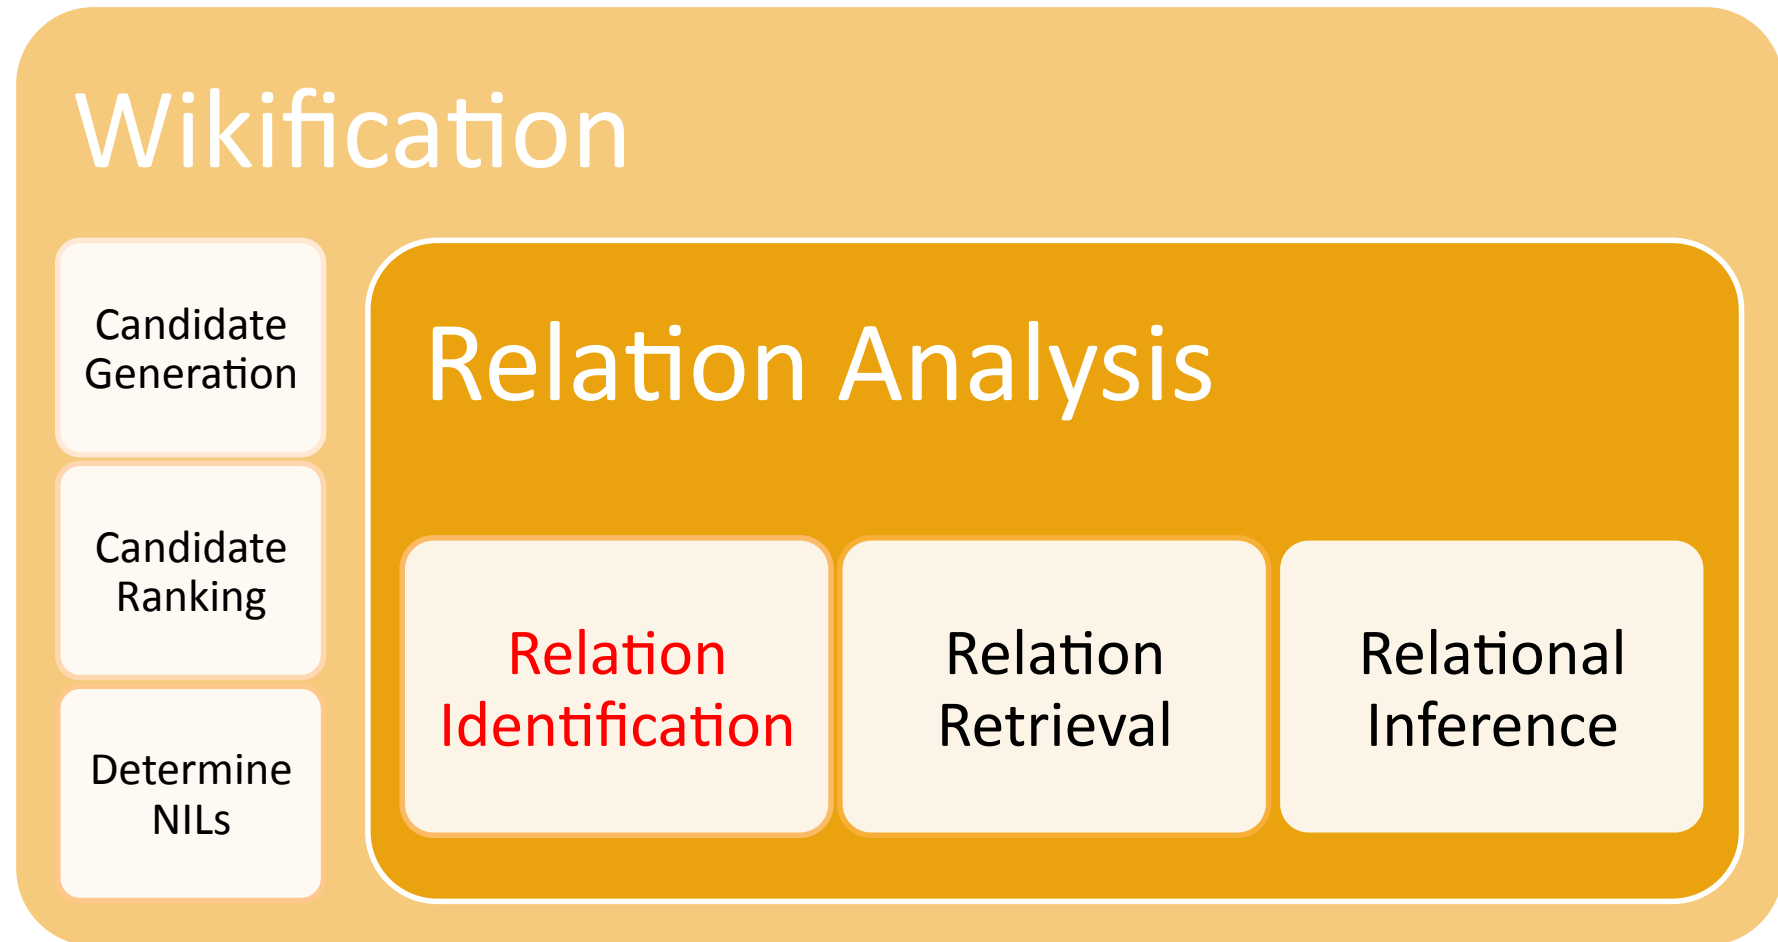 Wikification
Candidate
Generation
Candidate
Ranking
Determine
NILs
Relation Analysis
Relation
Identification
Relation
Retrieval
Relational
Inference